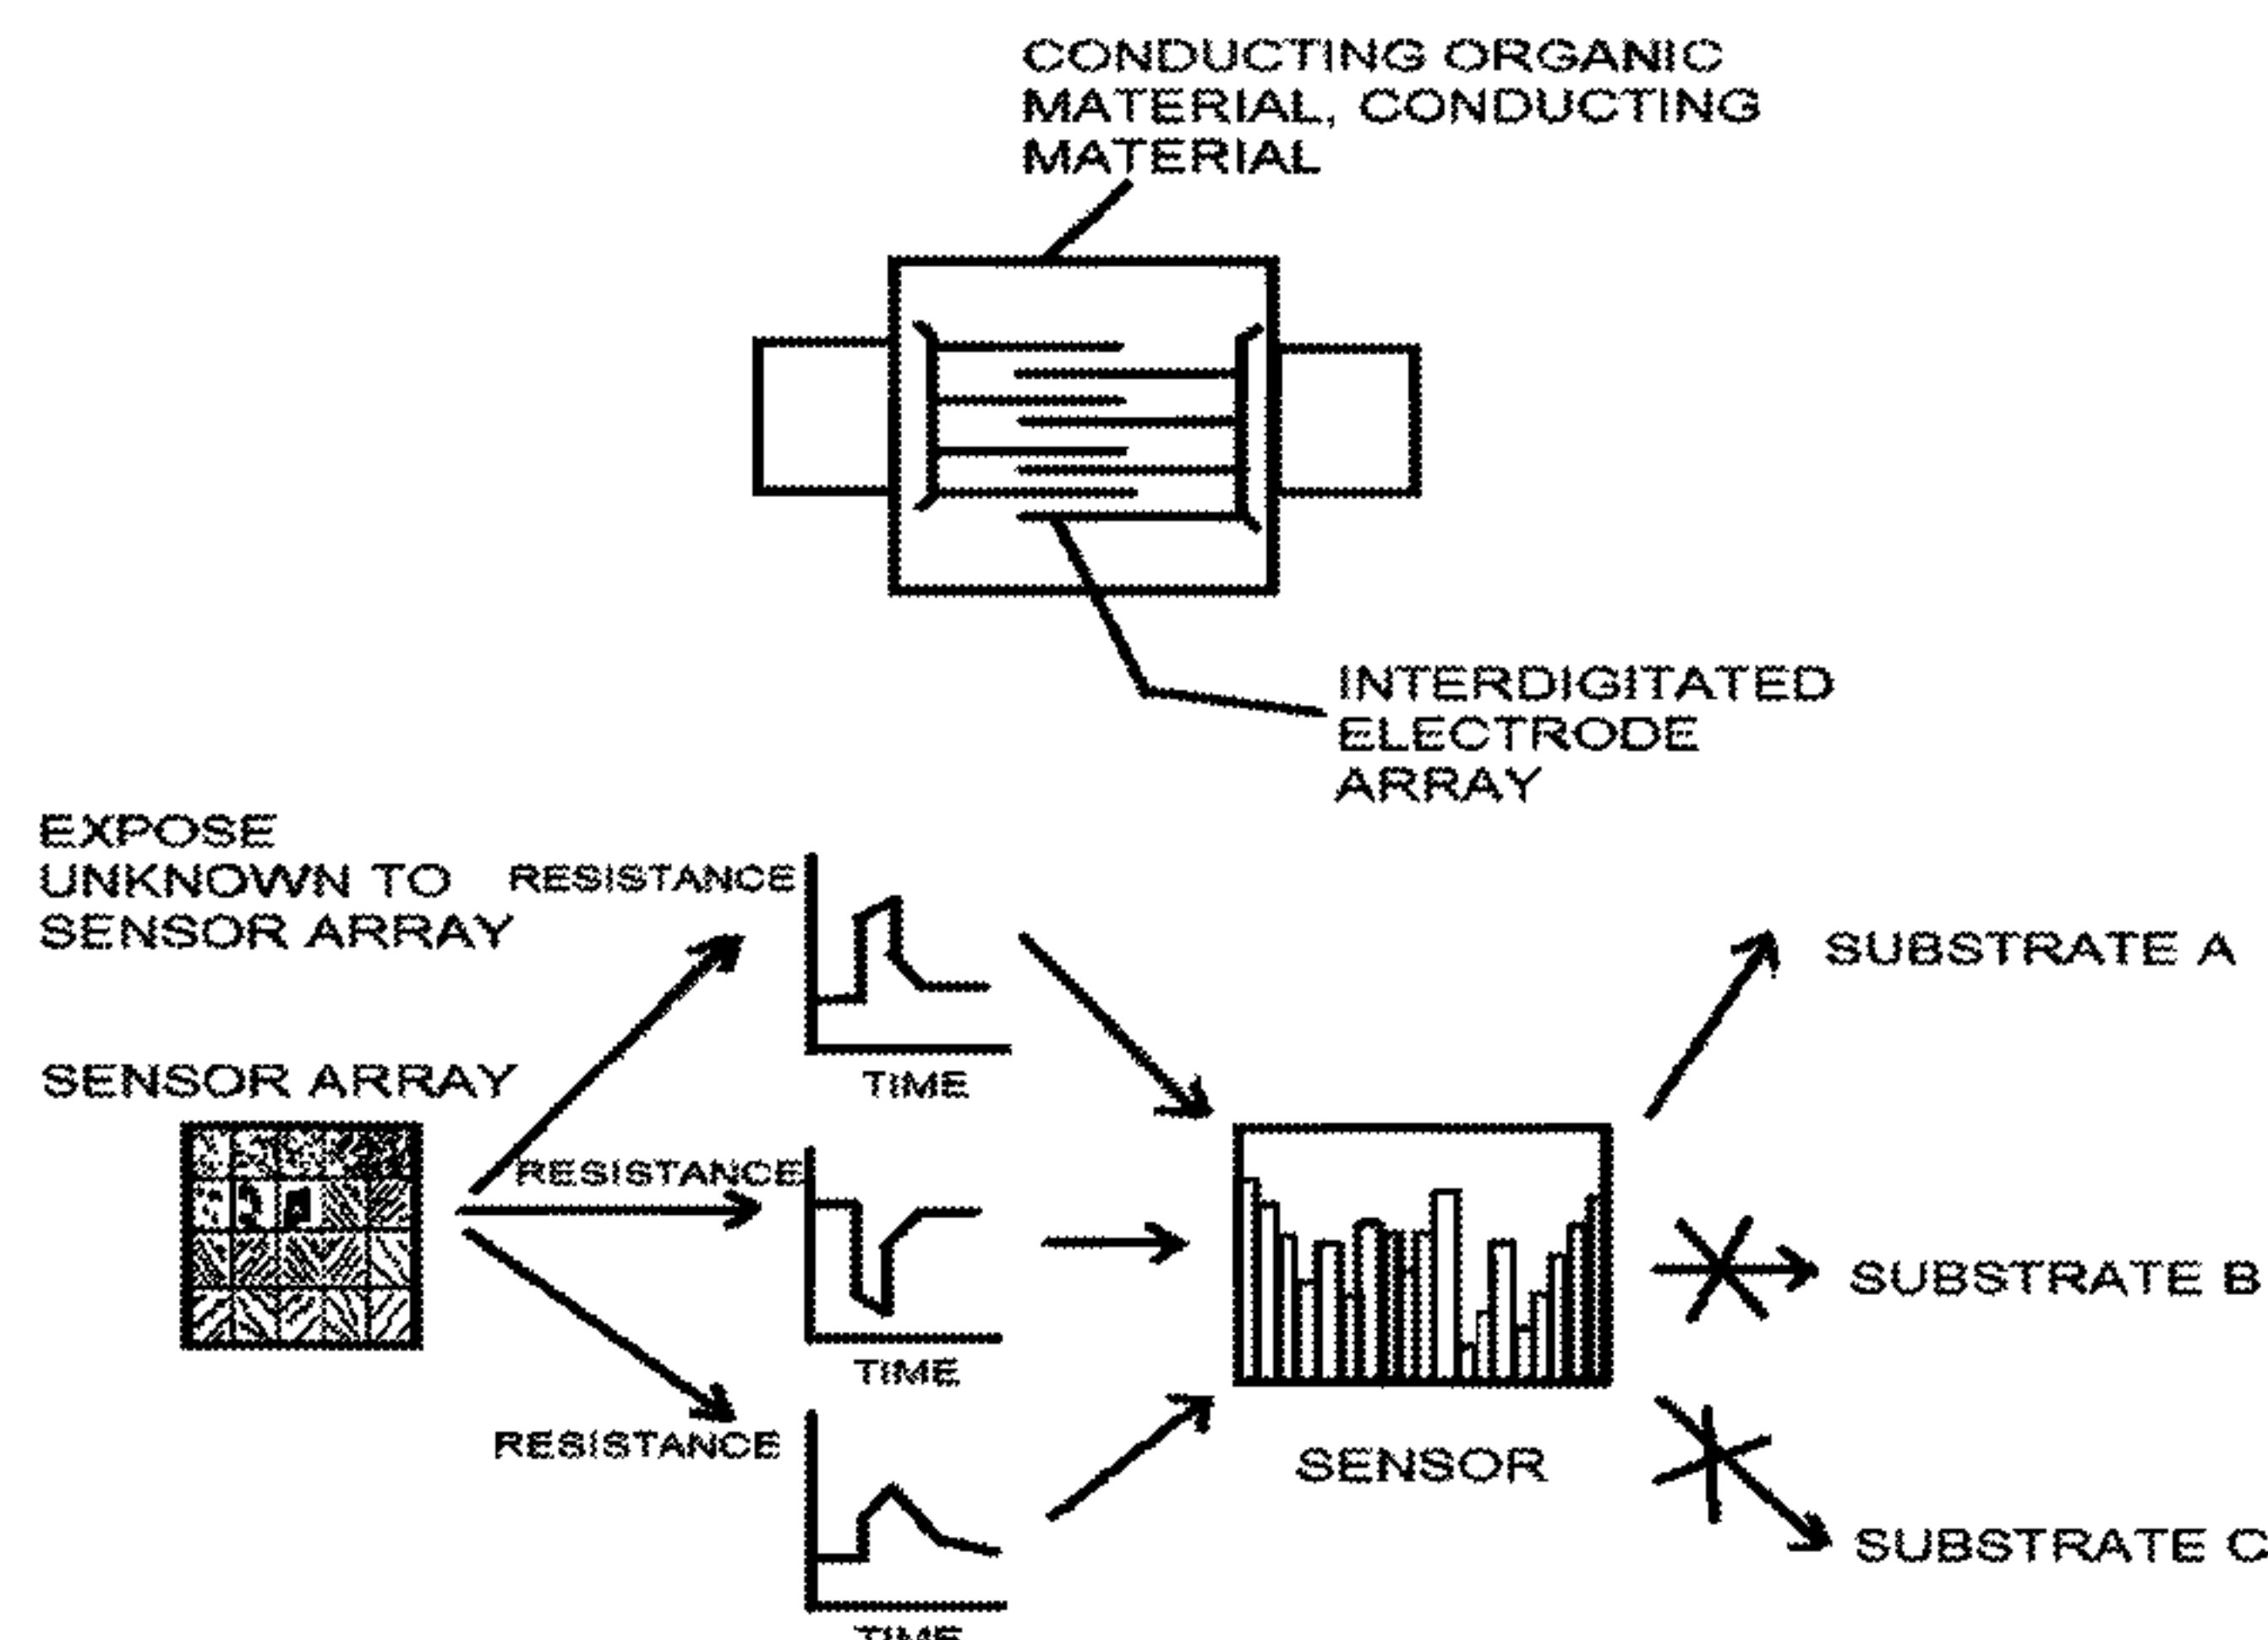 CONDUCTING ORGANIC
MATERIAL, CONDUCTING
MATERIAL
INTERDIGITATED
ELECTRODE
ARRAY
EXPOSE
UNKNOWN TO
SENSOR ARRAY
RESISTANCE
TIME
SENSOR ARRAY
RESISTANCE
TIME
RESISTANCE
TIME
SENSOR
SUBSTRATE A
SUBSTRATE B
SUBSTRATE C